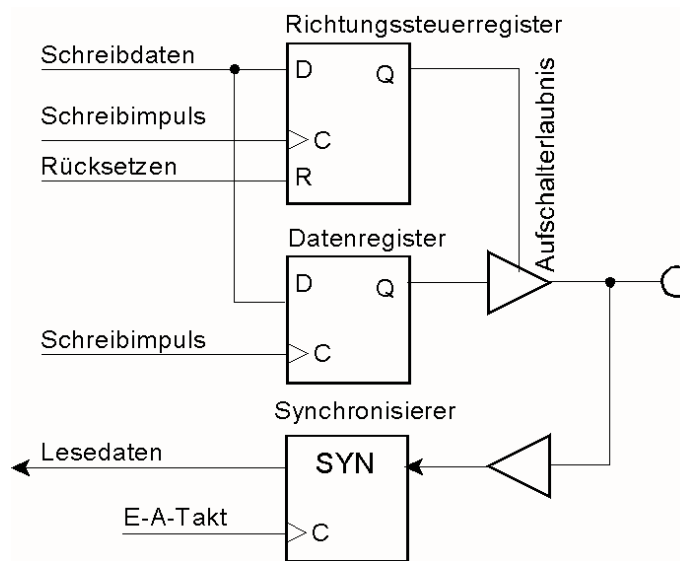 Richtungssteuerregister
Schreibdaten
D
Q
Schreibimpuls
C
Rücksetzen
R
Aufschalterlaubnis
Datenregister
D
Q
Schreibimpuls
C
Synchronisierer
Lesedaten
SYN
E-A-Takt
C